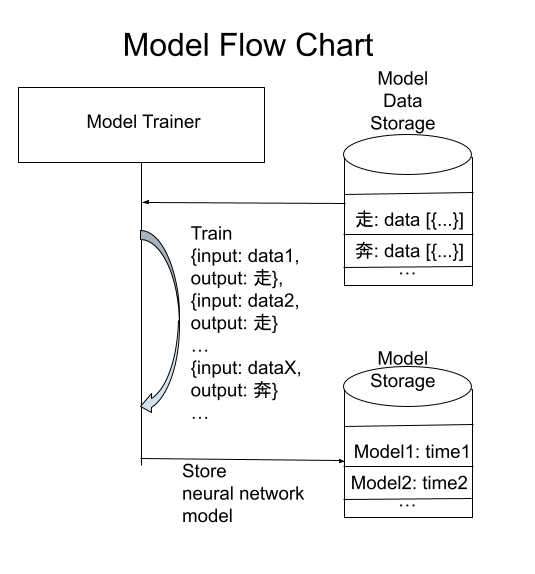 Model Flow Chart
Model Trainer
Model
Data
Storage
走: data [{...}]
奔: data [{...}]
...
Train
{input: data1,
output: 走},
{input: data2,
output: 走}
...
{input: dataX,
output: 奔}
...
Model
Storage
Model1: time1
Model2: time2
...
Store
neural network
model